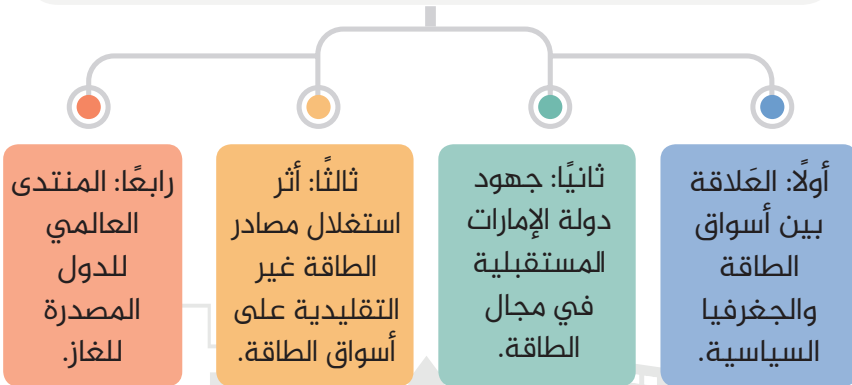 أولًا: العَلاقة
بين أسواق
الطاقة
والجغرفيا
السياسية.
ثانيًا: جهود
دولة الإمارات
المستقبلية
في مجال
الطاقة.
ثالثًا: أثر
استغلال مصادر
الطاقة غير
التقليدية على
أسواق الطاقة.
رابعًا: المنتدى
العالمي
للدول
المصدرة
للغاز.